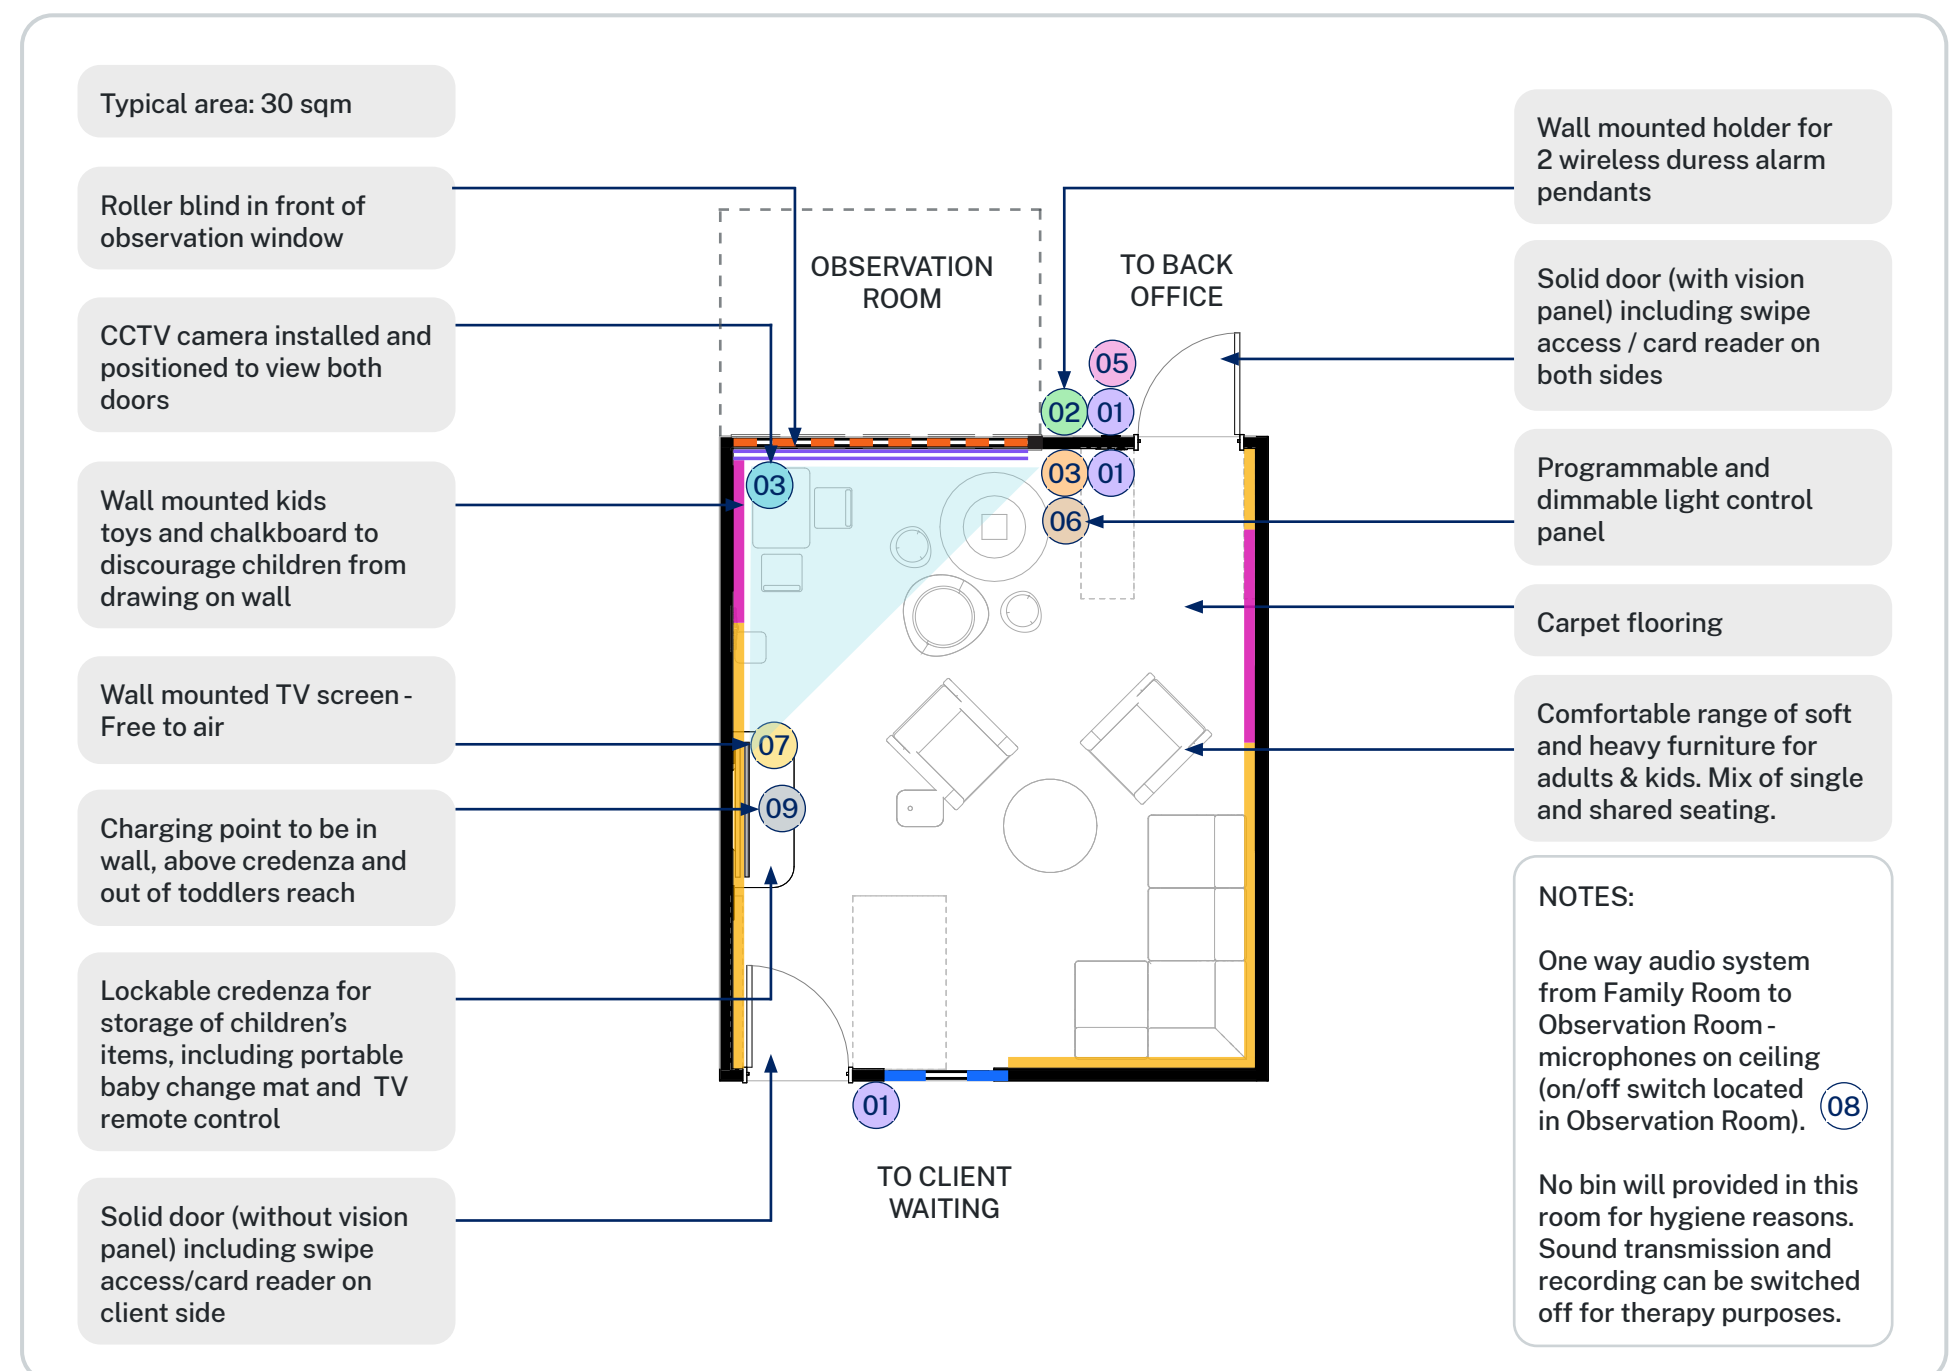 Typical area: 30 sqm
Roller blind in front of
observation window
CCTV camera installed and
positioned to view both
doors
Wall mounted kids
toys and chalkboard to
discourage children from
drawing on wall
Wall mounted TV screen -
Free to air
Charging point to be in
wall, above credenza and
out of toddlers reach
Lockable credenza for
storage of children’s
items, including portable
baby change mat and TV
remote control
Solid door (without vision
panel) including swipe
access/card reader on
client side
OBSERVATION
ROOM
TO BACK
OFFICE
05
02
01
03
03
01
06
07
09
01
TO CLIENT
WAITING
Wall mounted holder for
2 wireless duress alarm
pendants
Solid door (with vision
panel) including swipe
access / card reader on
both sides
Programmable and
dimmable light control
panel
Carpet flooring
Comfortable range of soft
and heavy furniture for
adults & kids. Mix of single
and shared seating.
NOTES:
One way audio system
from Family Room to
Observation Room -
microphones on ceiling
(on/off switch located
in Observation Room).
08
No bin will provided in this
room for hygiene reasons.
Sound transmission and
recording can be switched
off for therapy purposes.